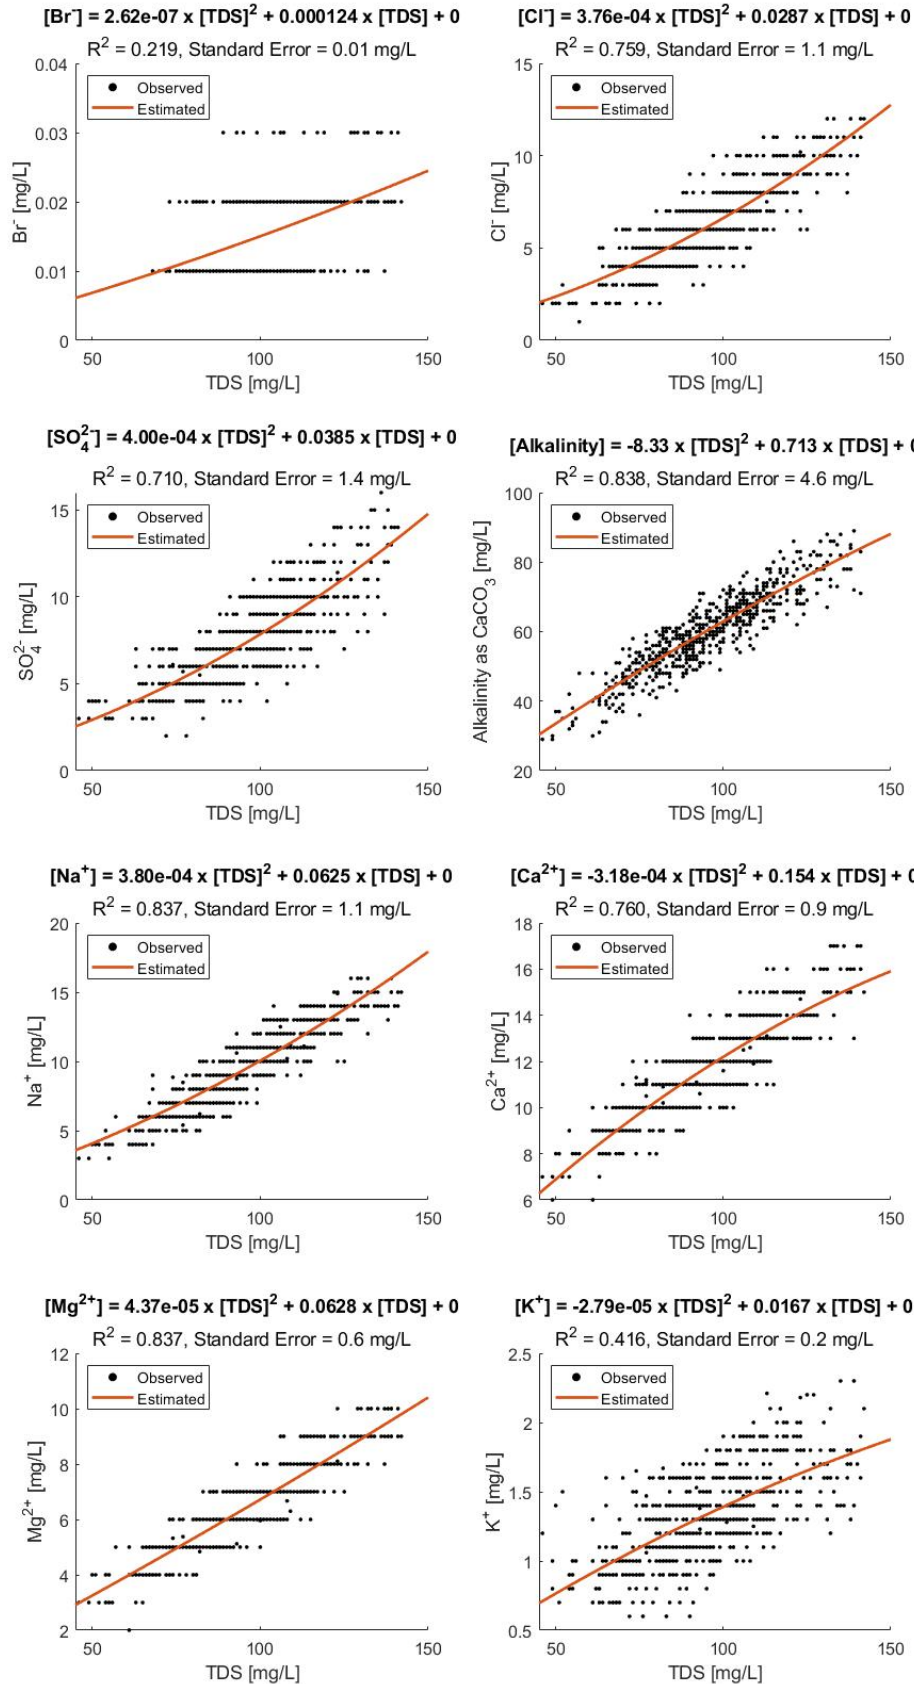 [Br-] = 2.62e-07 x [TDS]2 + 0.000124 x [TDS] + 0
R2 = 0.219, Standard Error = 0.01 mg/L
0.04
0.03
0.02
0.01
0
Observed
Estimated
Br- [mg/L]
50 100 150
TDS [mg/L]
[Cl-] = 3.76e-04 x [TDS]2 + 0.0287 x [TDS] + 0
R2 = 0.759, Standard Error = 1.1 mg/L
15
10
5
0
Observed
Estimated
Cl- [mg/L]
50 100 150
TDS [mg/L]
[SO42-] = 4.00e-04 x [TDS]2 + 0.0385 x [TDS] + 0
R2 = 0.710, Standard Error = 1.4 mg/L
15
10
5
0
Observed
Estimated
SO42- [mg/L]
50 100 150
TDS [mg/L]
[Alkalinity] = -8.33 x [TDS]2 + 0.713 x [TDS] + 0
R2 = 0.838, Standard Error = 4.6 mg/L
100
80
60
40
20
Observed
Estimated
Alkalinity as CaCO3 [mg/L]
50 100 150
TDS [mg/L]
[Na+] = 3.80e-04 x [TDS]2 + 0.0625 x [TDS] + 0
R2 = 0.837, Standard Error = 1.1 mg/L
20
15
10
5
0
Observed
Estimated
Na+ [mg/L]
50 100 150
TDS [mg/L]
[Ca2+] = -3.18e-04 x [TDS]2 + 0.154 x [TDS] + 0
R2 = 0.760, Standard Error = 0.9 mg/L
18
16
14
12
10
8
6
Observed
Estimated
Ca2+ [mg/L]
50 100 150
TDS [mg/L]
[Mg2+] = 4.37e-05 x [TDS]2 + 0.0628 x [TDS] + 0
R2 = 0.837, Standard Error = 0.6 mg/L
12
10
8
6
4
2
Observed
Estimated
Mg2+ [mg/L]
50 100 150
TDS [mg/L]
[K+] = -2.79e-05 x [TDS]2 + 0.0167 x [TDS] + 0
R2 = 0.416, Standard Error = 0.2 mg/L
2.5
2
1.5
1
0.5
Observed
Estimated
K+ [mg/L]
50 100 150
TDS [mg/L]